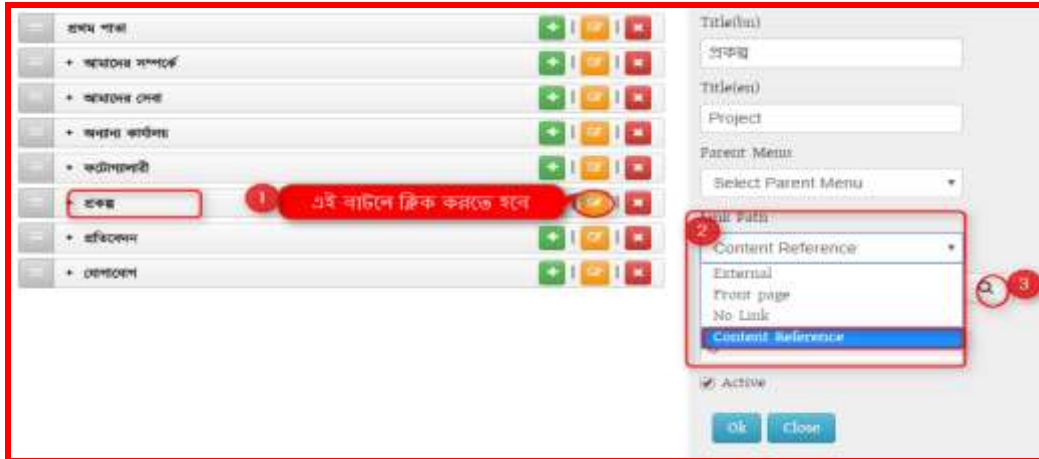 প্রথম পাতা
+ আমাদের সম্পর্কে
+ আমাদের সেবা
+ অন্যান্য কার্যালয়
+ ফটোগ্যালারী
+ প্রকল্প
1 এই বাটনে ক্লিক করতে হবে
+ প্রতিবেদন
+ যোগাযোগ
Title(bn)
প্রকল্প
Title(en)
Project
Parent Menu
Select Parent Menu
Link Path
2
Content Reference
External
Front page
No Link
Content Reference
3
Active
Ok Close